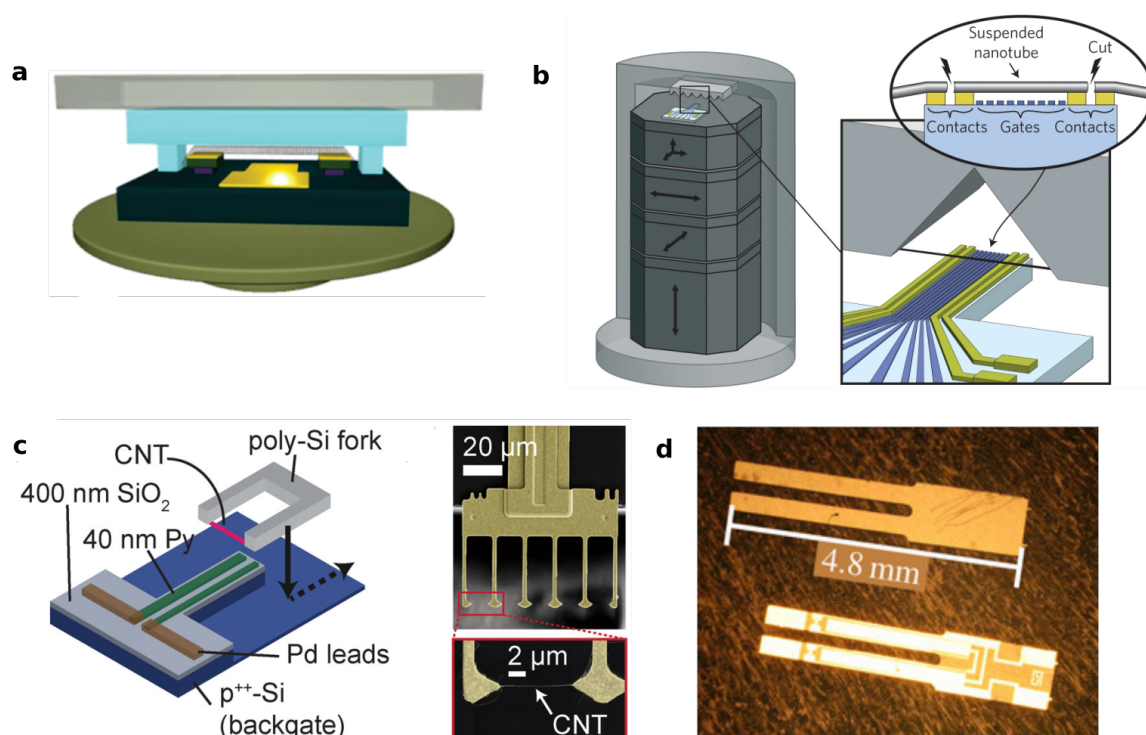 a
b
Suspended
nanotube
Cut
Contacts
Gates
Contacts
c
CNT
poly-Si fork
400 nm SiO₂
40 nm Py
Pd leads
p⁺⁺-Si
(backgate)
20 µm
2 µm
CNT
d
4.8 mm